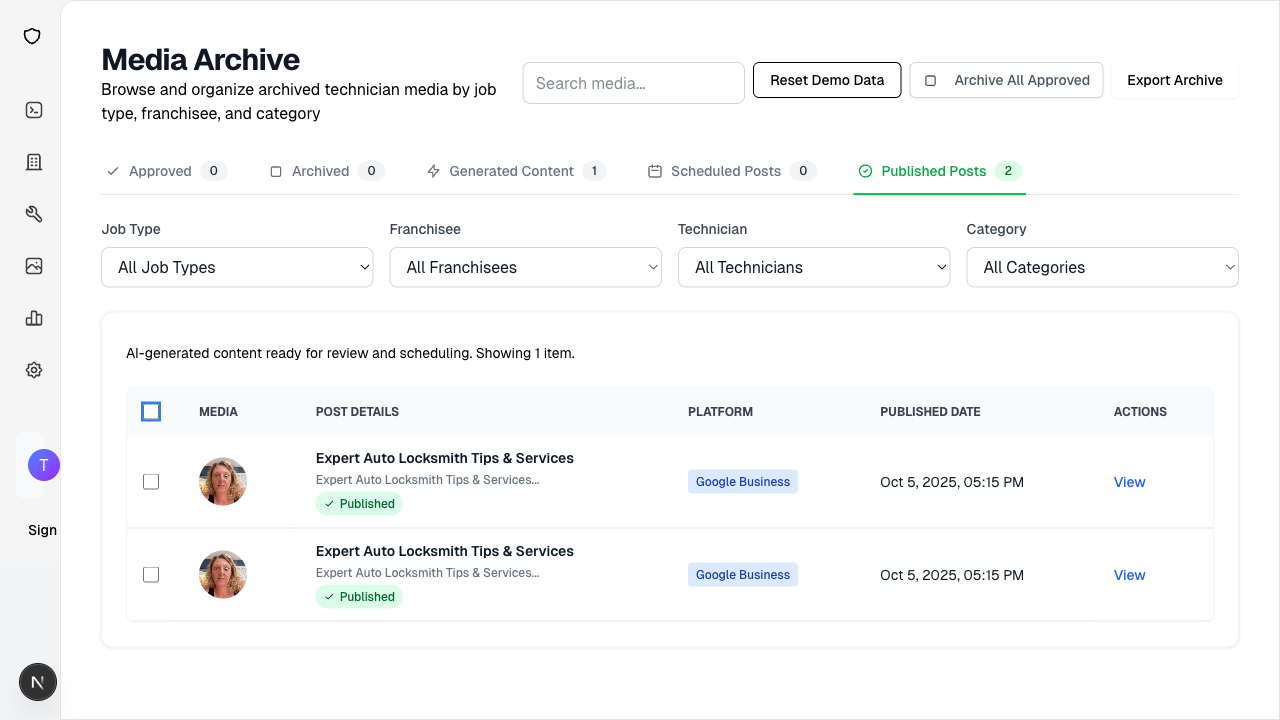 Media Archive
Browse and organize archived technician media by job
type, franchisee, and category
Search media...
Reset Demo Data
Archive All Approved
Export Archive
Approved 0
Archived 0
Generated Content 1
Scheduled Posts 0
Published Posts 2
Job Type
Franchisee
Technician
Category
All Job Types
All Franchisees
All Technicians
All Categories
AI-generated content ready for review and scheduling. Showing 1 item.
MEDIA POST DETAILS PLATFORM PUBLISHED DATE ACTIONS
Expert Auto Locksmith Tips & Services
Expert Auto Locksmith Tips & Services...
Published
Google Business
Oct 5, 2025, 05:15 PM
View
Expert Auto Locksmith Tips & Services
Expert Auto Locksmith Tips & Services...
Published
Google Business
Oct 5, 2025, 05:15 PM
View
T
Sign
N